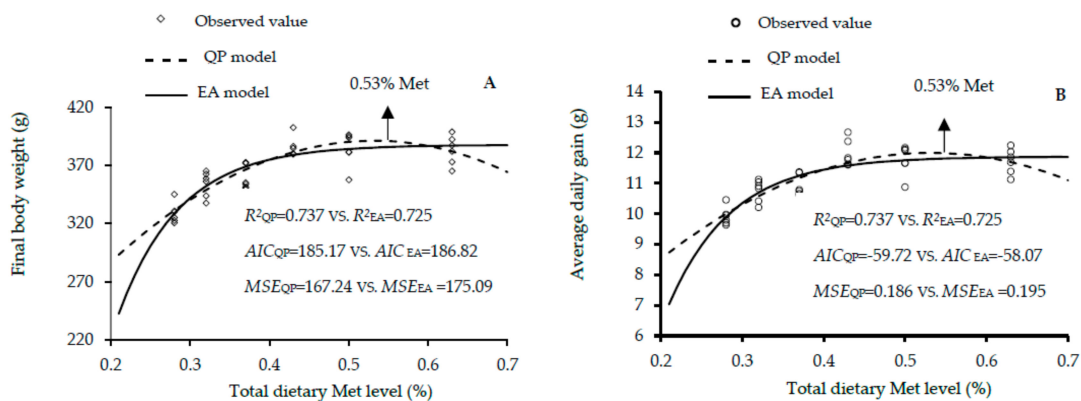 Observed value
QP model
EA model
0.53% Met
A
Final body weight (g)
420
370
320
270
220
R²QP=0.737 VS. R²EA=0.725
AICQP=185.17 VS. AIC EA=186.82
MSEQP=167.24 VS. MSEEA =175.09
0.2 0.3 0.4 0.5 0.6 0.7
Total dietary Met level (%)
Observed value
QP model
EA model
0.53% Met
B
Average daily gain (g)
14
13
12
11
10
9
8
7
6
R²QP=0.737 VS. R²EA=0.725
AICQP=-59.72 VS. AIC EA=-58.07
MSEQP=0.186 VS. MSEEA =0.195
0.2 0.3 0.4 0.5 0.6 0.7
Total dietary Met level (%)